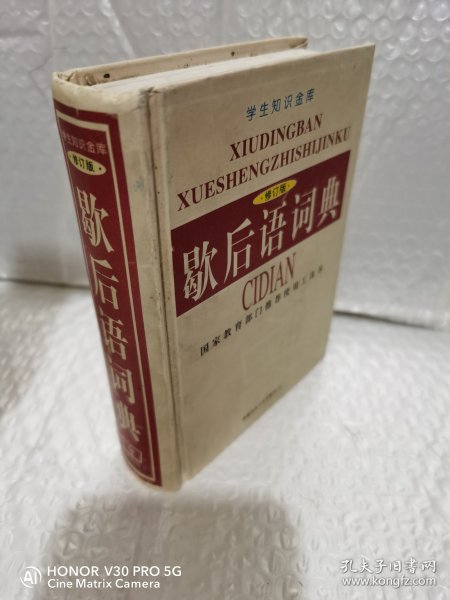 学生知识金库
·修订版·
歇后语词典
学生知识金库
XIUDINGBAN
XUESHENGZHISHIJINKU
·修订版·
歇后语词典
CIDIAN
国家教育部门推荐使用工具书
HONOR V30 PRO 5G
Cine Matrix Camera
孔夫子旧书网
www.kongfz.com